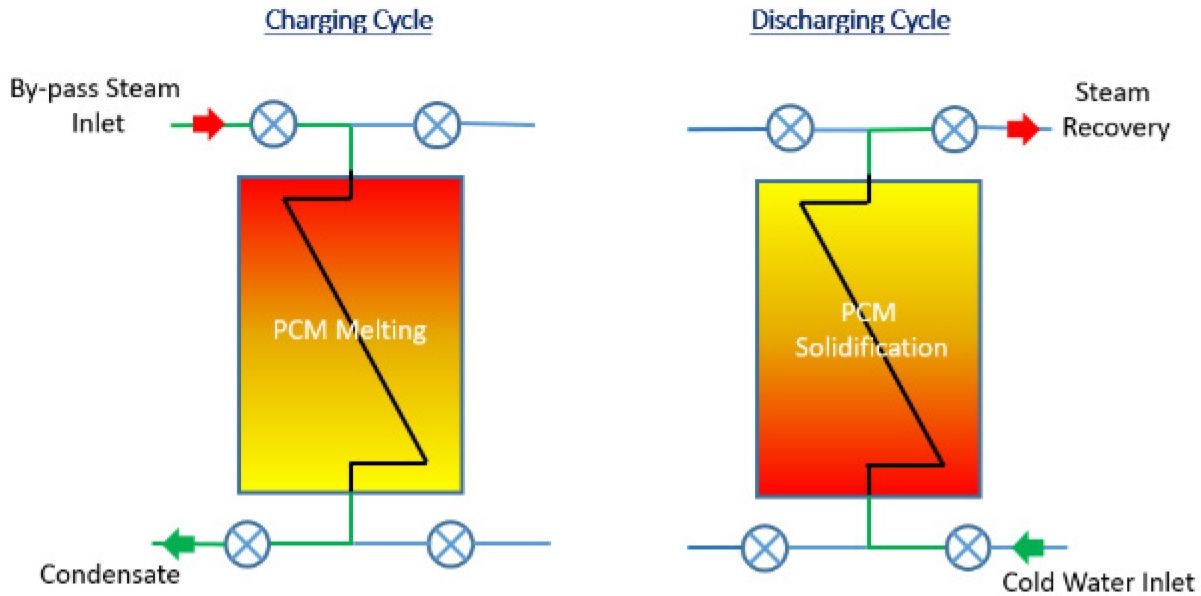 Charging Cycle
Discharging Cycle
By-pass Steam
Inlet
Steam
Recovery
PCM Melting
PCM
Solidification
Condensate
Cold Water Inlet